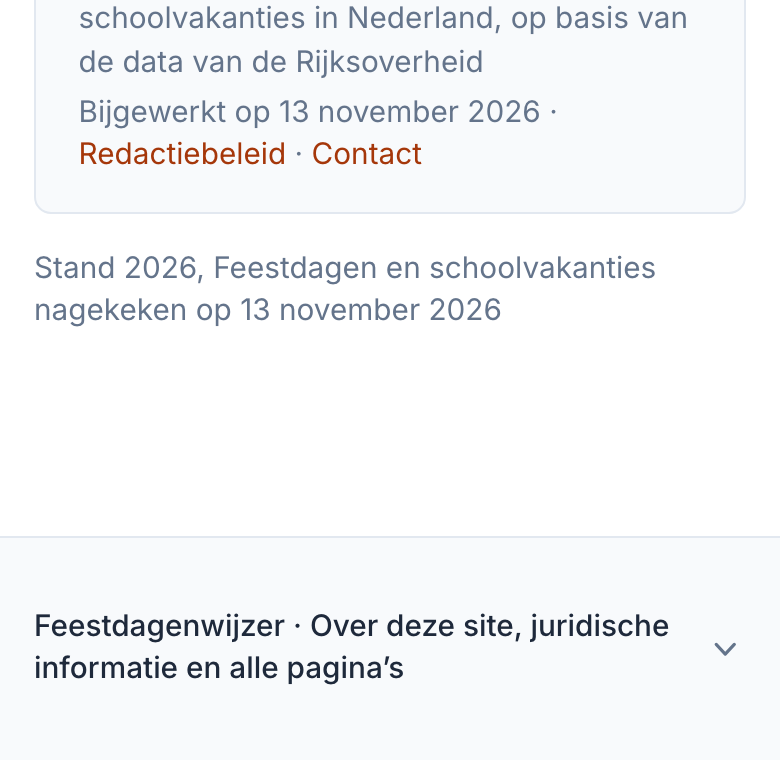 schoolvakanties in Nederland, op basis van
de data van de Rijksoverheid
Bijgewerkt op 13 november 2026 ·
Redactiebeleid · Contact
Stand 2026, Feestdagen en schoolvakanties
nagekeken op 13 november 2026
Feestdagenwijzer · Over deze site, juridische
informatie en alle pagina’s